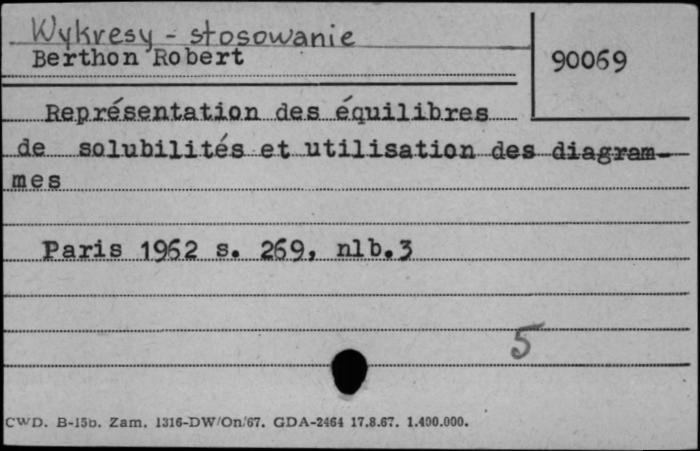 Wykresy - stosowanie
Berthon Robert
90069
Représentation des équilibres
de solubilités et utilisation des diagram-
mes
Paris 1962 s. 269, nlb.3
5
CWD. B-15b. Zam. 1316-DW/On/67. GDA-2464 17.8.67. 1.400.000.